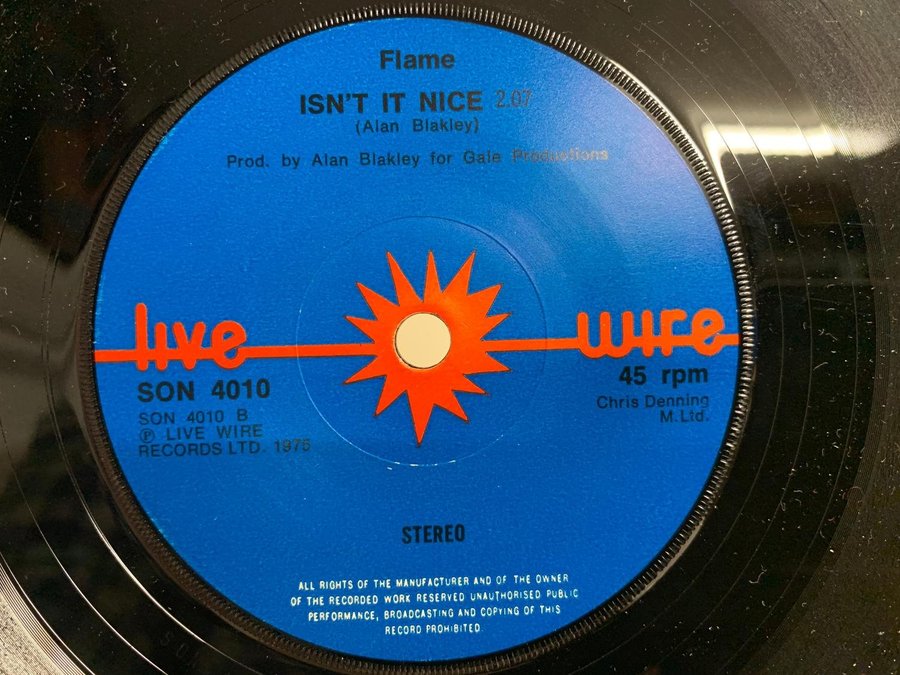 Flame
ISN'T IT NICE 2.07
(Alan Blakley)
Prod. by Alan Blakley for Gale Productions
live wire
SON 4010
45 rpm
SON 4010 B
Chris Denning
M.Ltd.
℗ LIVE WIRE
RECORDS LTD. 1975
STEREO
ALL RIGHTS OF THE MANUFACTURER AND OF THE OWNER
OF THE RECORDED WORK RESERVED UNAUTHORISED PUBLIC
PERFORMANCE, BROADCASTING AND COPYING OF THIS
RECORD PROHIBITED.